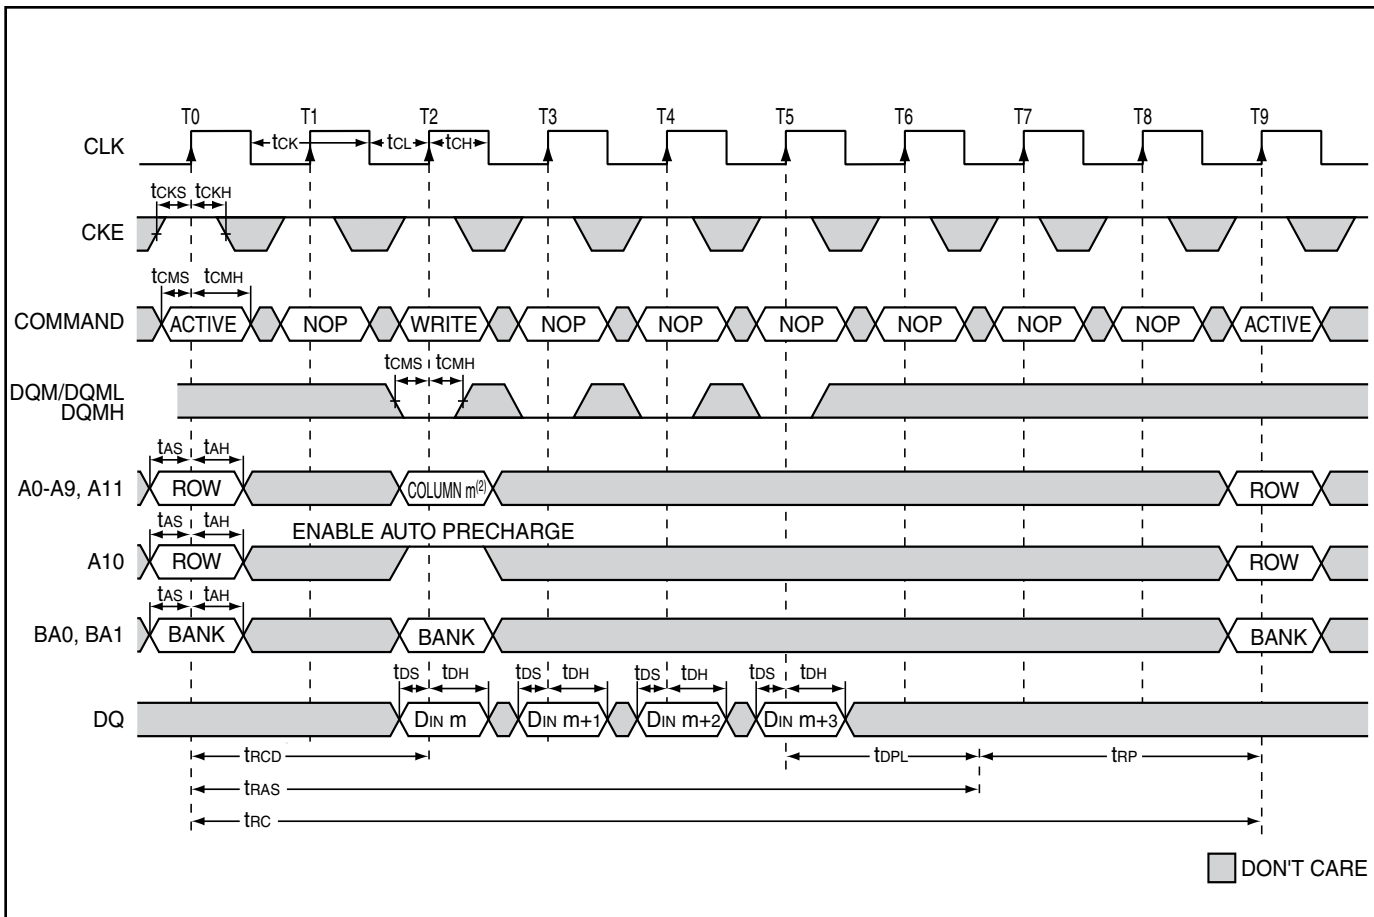 T0 T1 T2 T3 T4 T5 T6 T7 T8 T9
CLK tCK tCL tCH
tCKS tCKH
CKE
tCMS tCMH
COMMAND ACTIVE NOP WRITE NOP NOP NOP NOP NOP NOP ACTIVE
tCMS tCMH
DQM/DQML
DQMH
tAS tAH
A0-A9, A11 ROW COLUMN m(2) ROW
tAS tAH ENABLE AUTO PRECHARGE
A10 ROW ROW
tAS tAH
BA0, BA1 BANK BANK BANK
tDS tDH tDS tDH tDS tDH tDS tDH
DQ DIN m DIN m+1 DIN m+2 DIN m+3
tRCD tDPL tRP
tRAS
tRC
DON'T CARE